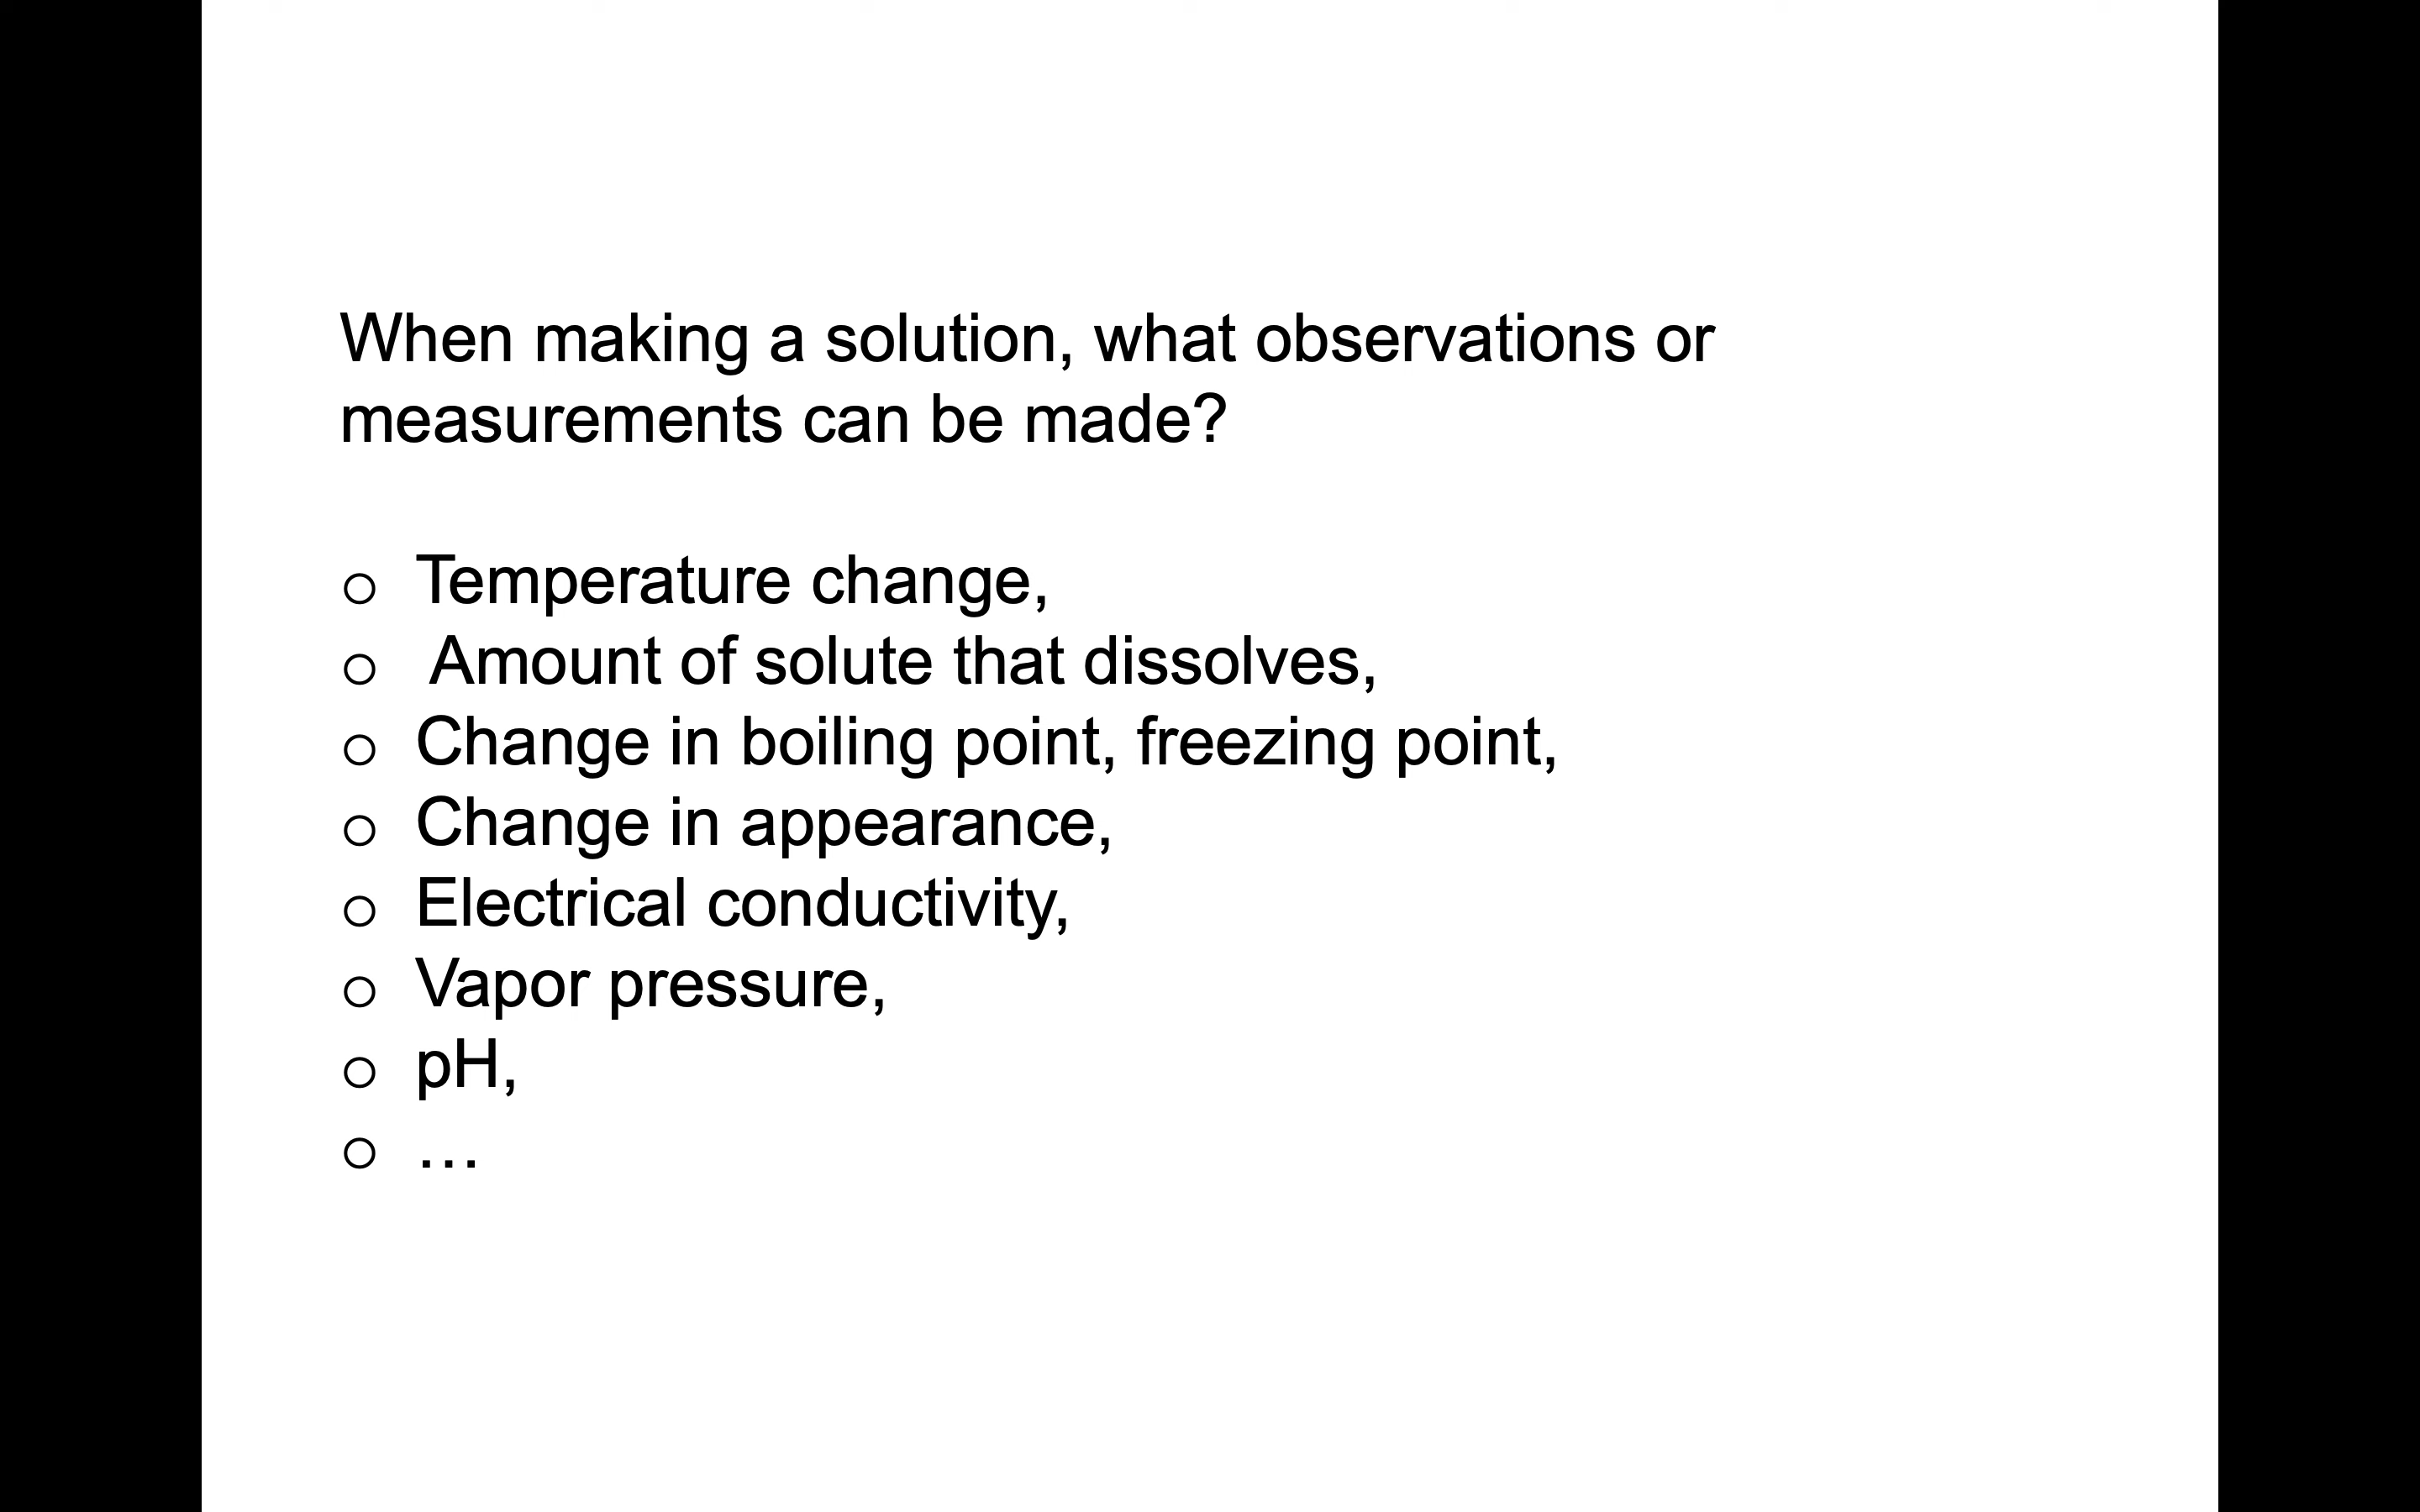 When making a solution, what observations or
measurements can be made?
○ Temperature change,
○ Amount of solute that dissolves,
○ Change in boiling point, freezing point,
○ Change in appearance,
○ Electrical conductivity,
○ Vapor pressure,
○ pH,
○ …